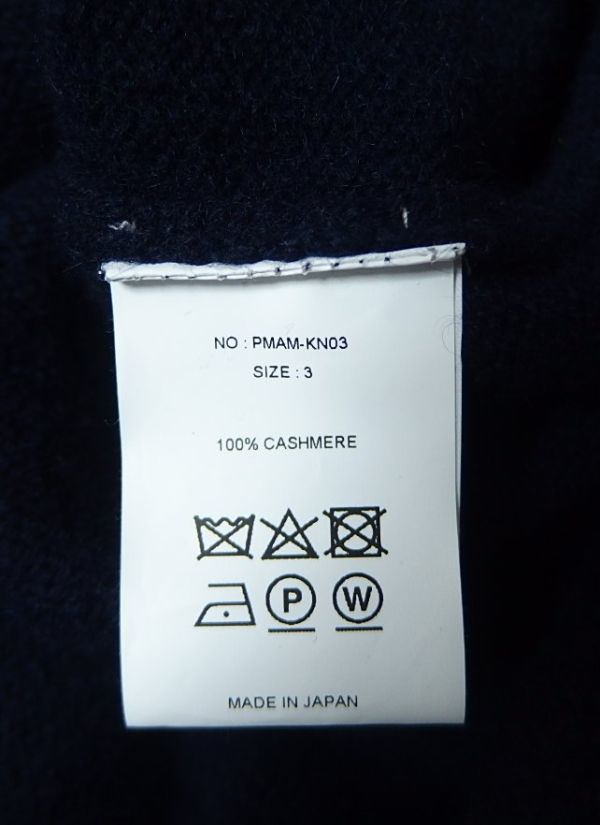 NO : PMAM-KN03
SIZE : 3
100% CASHMERE
P W
MADE IN JAPAN